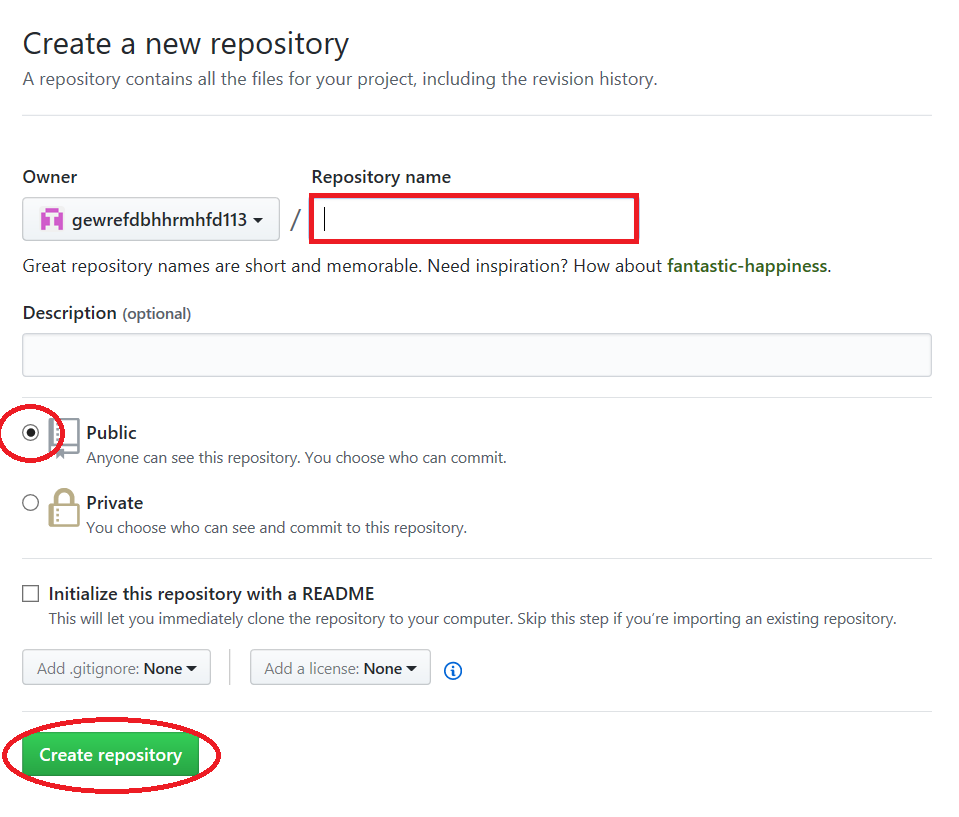 Create a new repository
A repository contains all the files for your project, including the revision history.
Owner
Repository name
gewrefdbhhrmhfd113 /
Great repository names are short and memorable. Need inspiration? How about fantastic-happiness.
Description (optional)
Public
Anyone can see this repository. You choose who can commit.
Private
You choose who can see and commit to this repository.
Initialize this repository with a README
This will let you immediately clone the repository to your computer. Skip this step if you’re importing an existing repository.
Add .gitignore: None
Add a license: None
Create repository